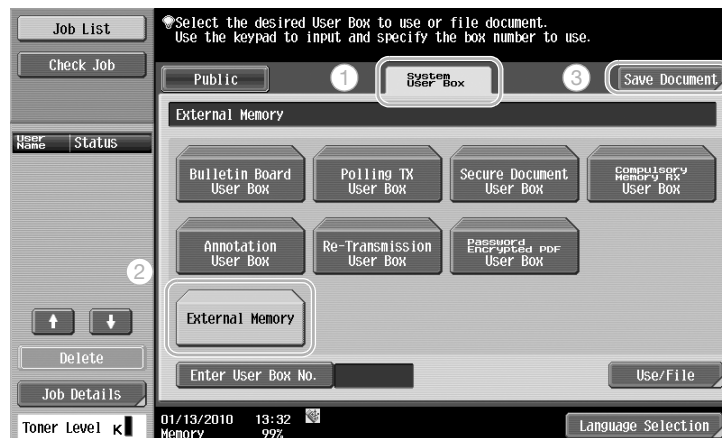 Job List
Check Job
User Name
Status
Delete
Job Details
Toner Level K
Select the desired User Box to use or file document.
Use the keypad to input and specify the box number to use.
Public
1
System
User Box
3
Save Document
External Memory
Bulletin Board
User Box
Polling TX
User Box
Secure Document
User Box
Compulsory
Memory RX
User Box
2
Annotation
User Box
Re-Transmission
User Box
Password
Encrypted PDF
User Box
External Memory
Enter User Box No.
Use/File
01/13/2010 13:32
Memory 99%
Language Selection